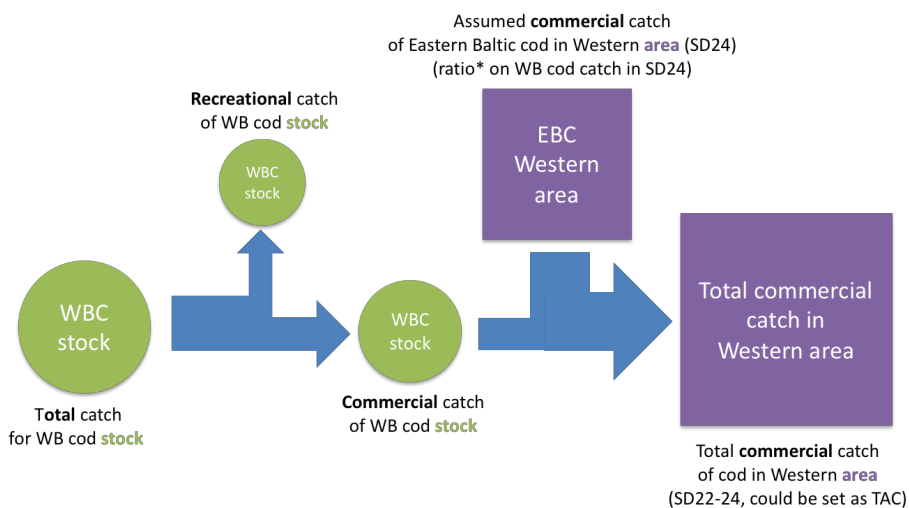 Assumed commercial catch
of Eastern Baltic cod in Western area (SD24)
(ratio* on WB cod catch in SD24)
Recreational catch
of WB cod stock
WBC
stock
EBC
Western
area
WBC
stock
Total catch
for WB cod stock
WBC
stock
Commercial catch
of WB cod stock
Total commercial
catch in
Western area
Total commercial catch
of cod in Western area
(SD22-24, could be set as TAC)